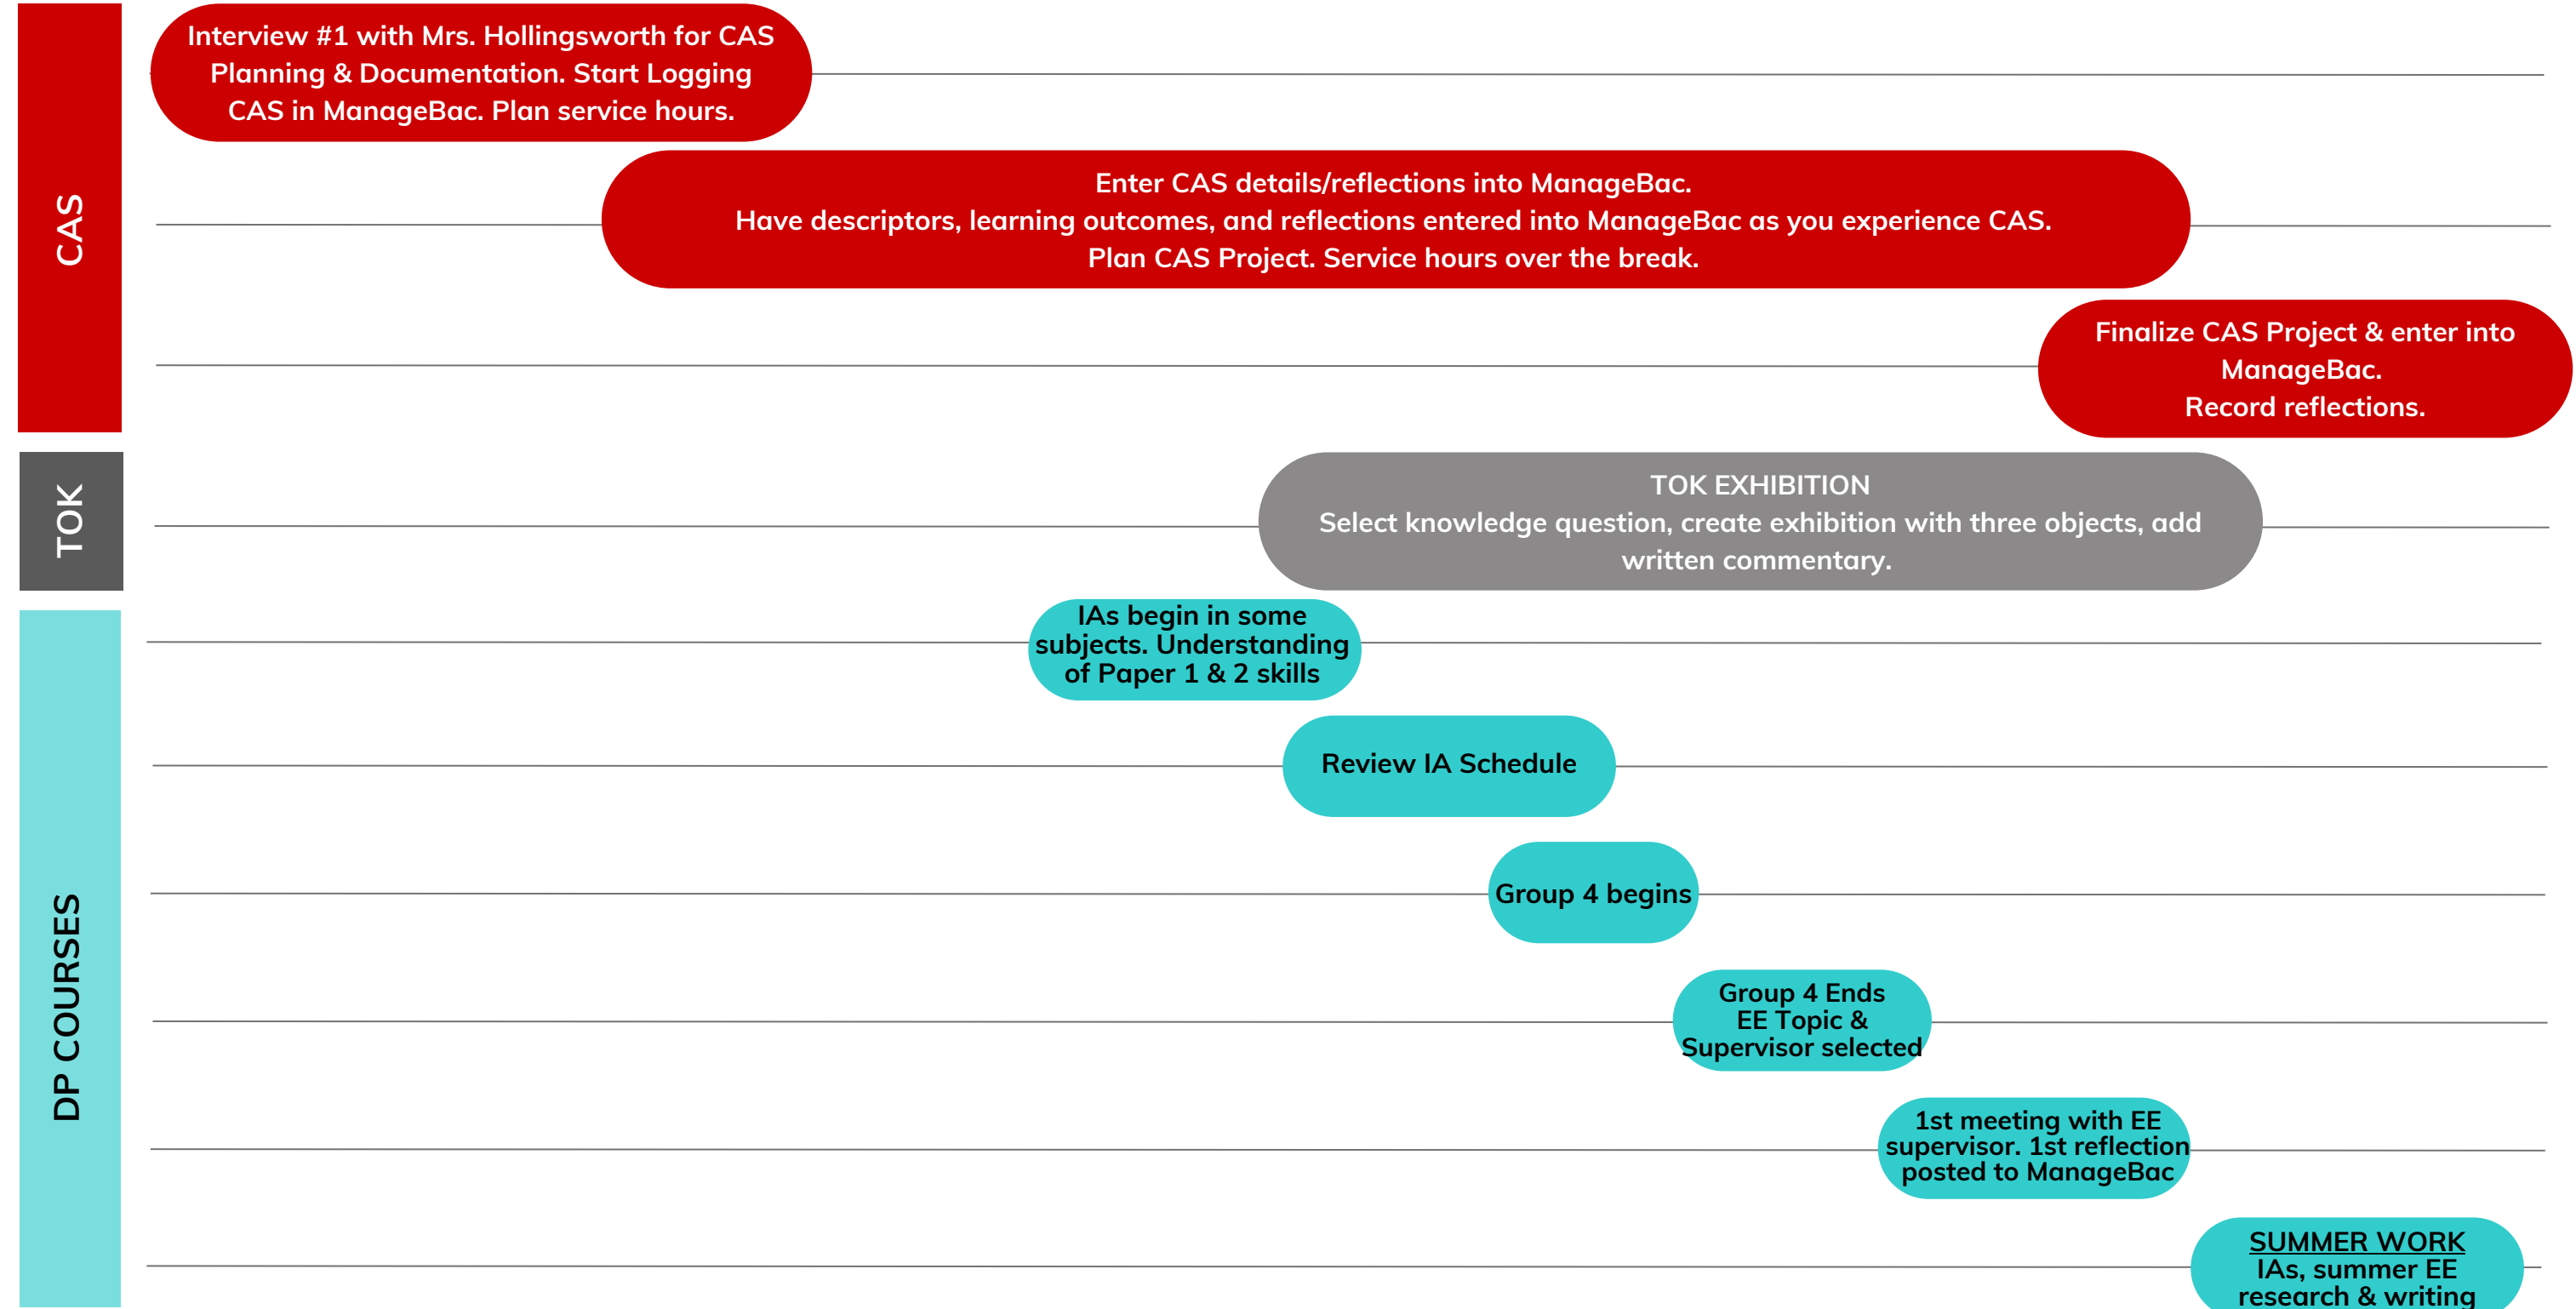 CAS
Interview #1 with Mrs. Hollingsworth for CAS
Planning & Documentation. Start Logging
CAS in ManageBac. Plan service hours.
Enter CAS details/reflections into ManageBac.
Have descriptors, learning outcomes, and reflections entered into ManageBac as you experience CAS.
Plan CAS Project. Service hours over the break.
Finalize CAS Project & enter into
ManageBac.
Record reflections.
TOK
TOK EXHIBITION
Select knowledge question, create exhibition with three objects, add
written commentary.
DP COURSES
IAs begin in some
subjects. Understanding
of Paper 1 & 2 skills
Review IA Schedule
Group 4 begins
Group 4 Ends
EE Topic &
Supervisor selected
1st meeting with EE
supervisor. 1st reflection
posted to ManageBac
SUMMER WORK
IAs, summer EE
research & writing